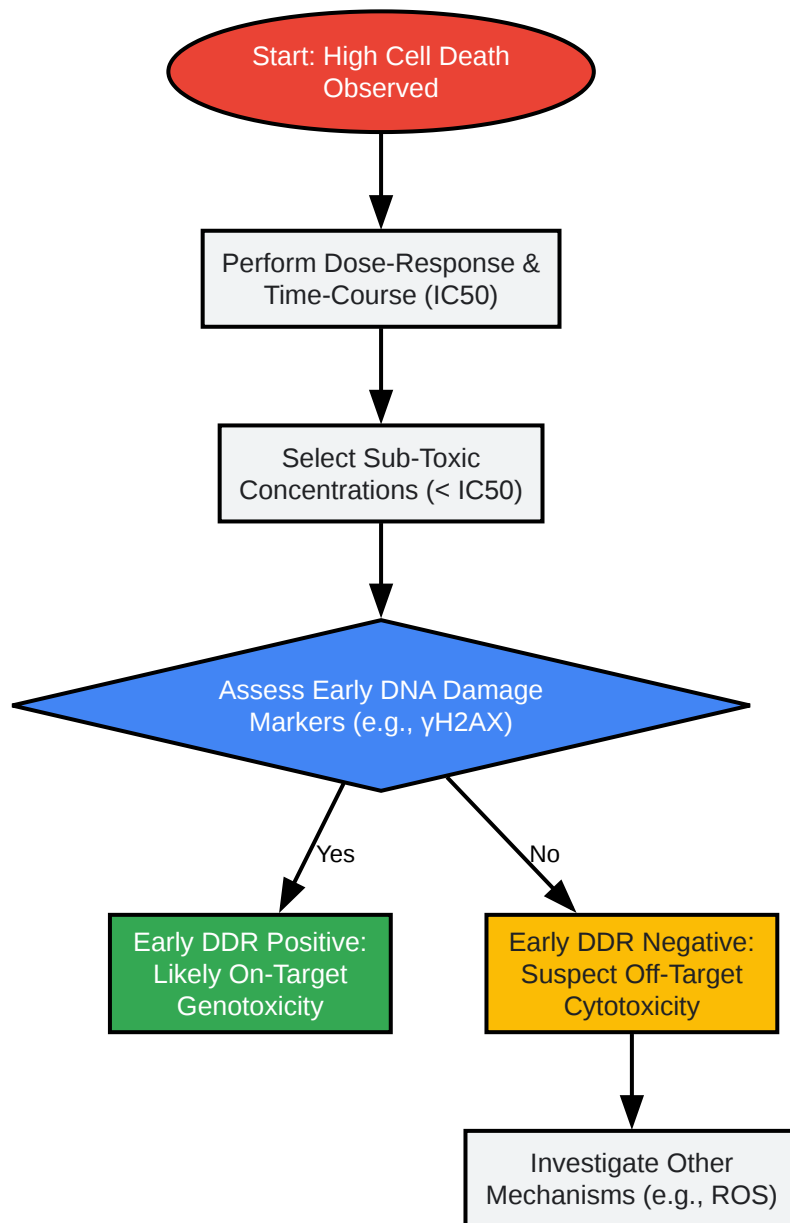 Start: High Cell Death
Observed
Perform Dose-Response &
Time-Course (IC50)
Select Sub-Toxic
Concentrations (< IC50)
Assess Early DNA Damage
Markers (e.g., γH2AX)
Yes
No
Early DDR Positive:
Likely On-Target
Genotoxicity
Early DDR Negative:
Suspect Off-Target
Cytotoxicity
Investigate Other
Mechanisms (e.g., ROS)